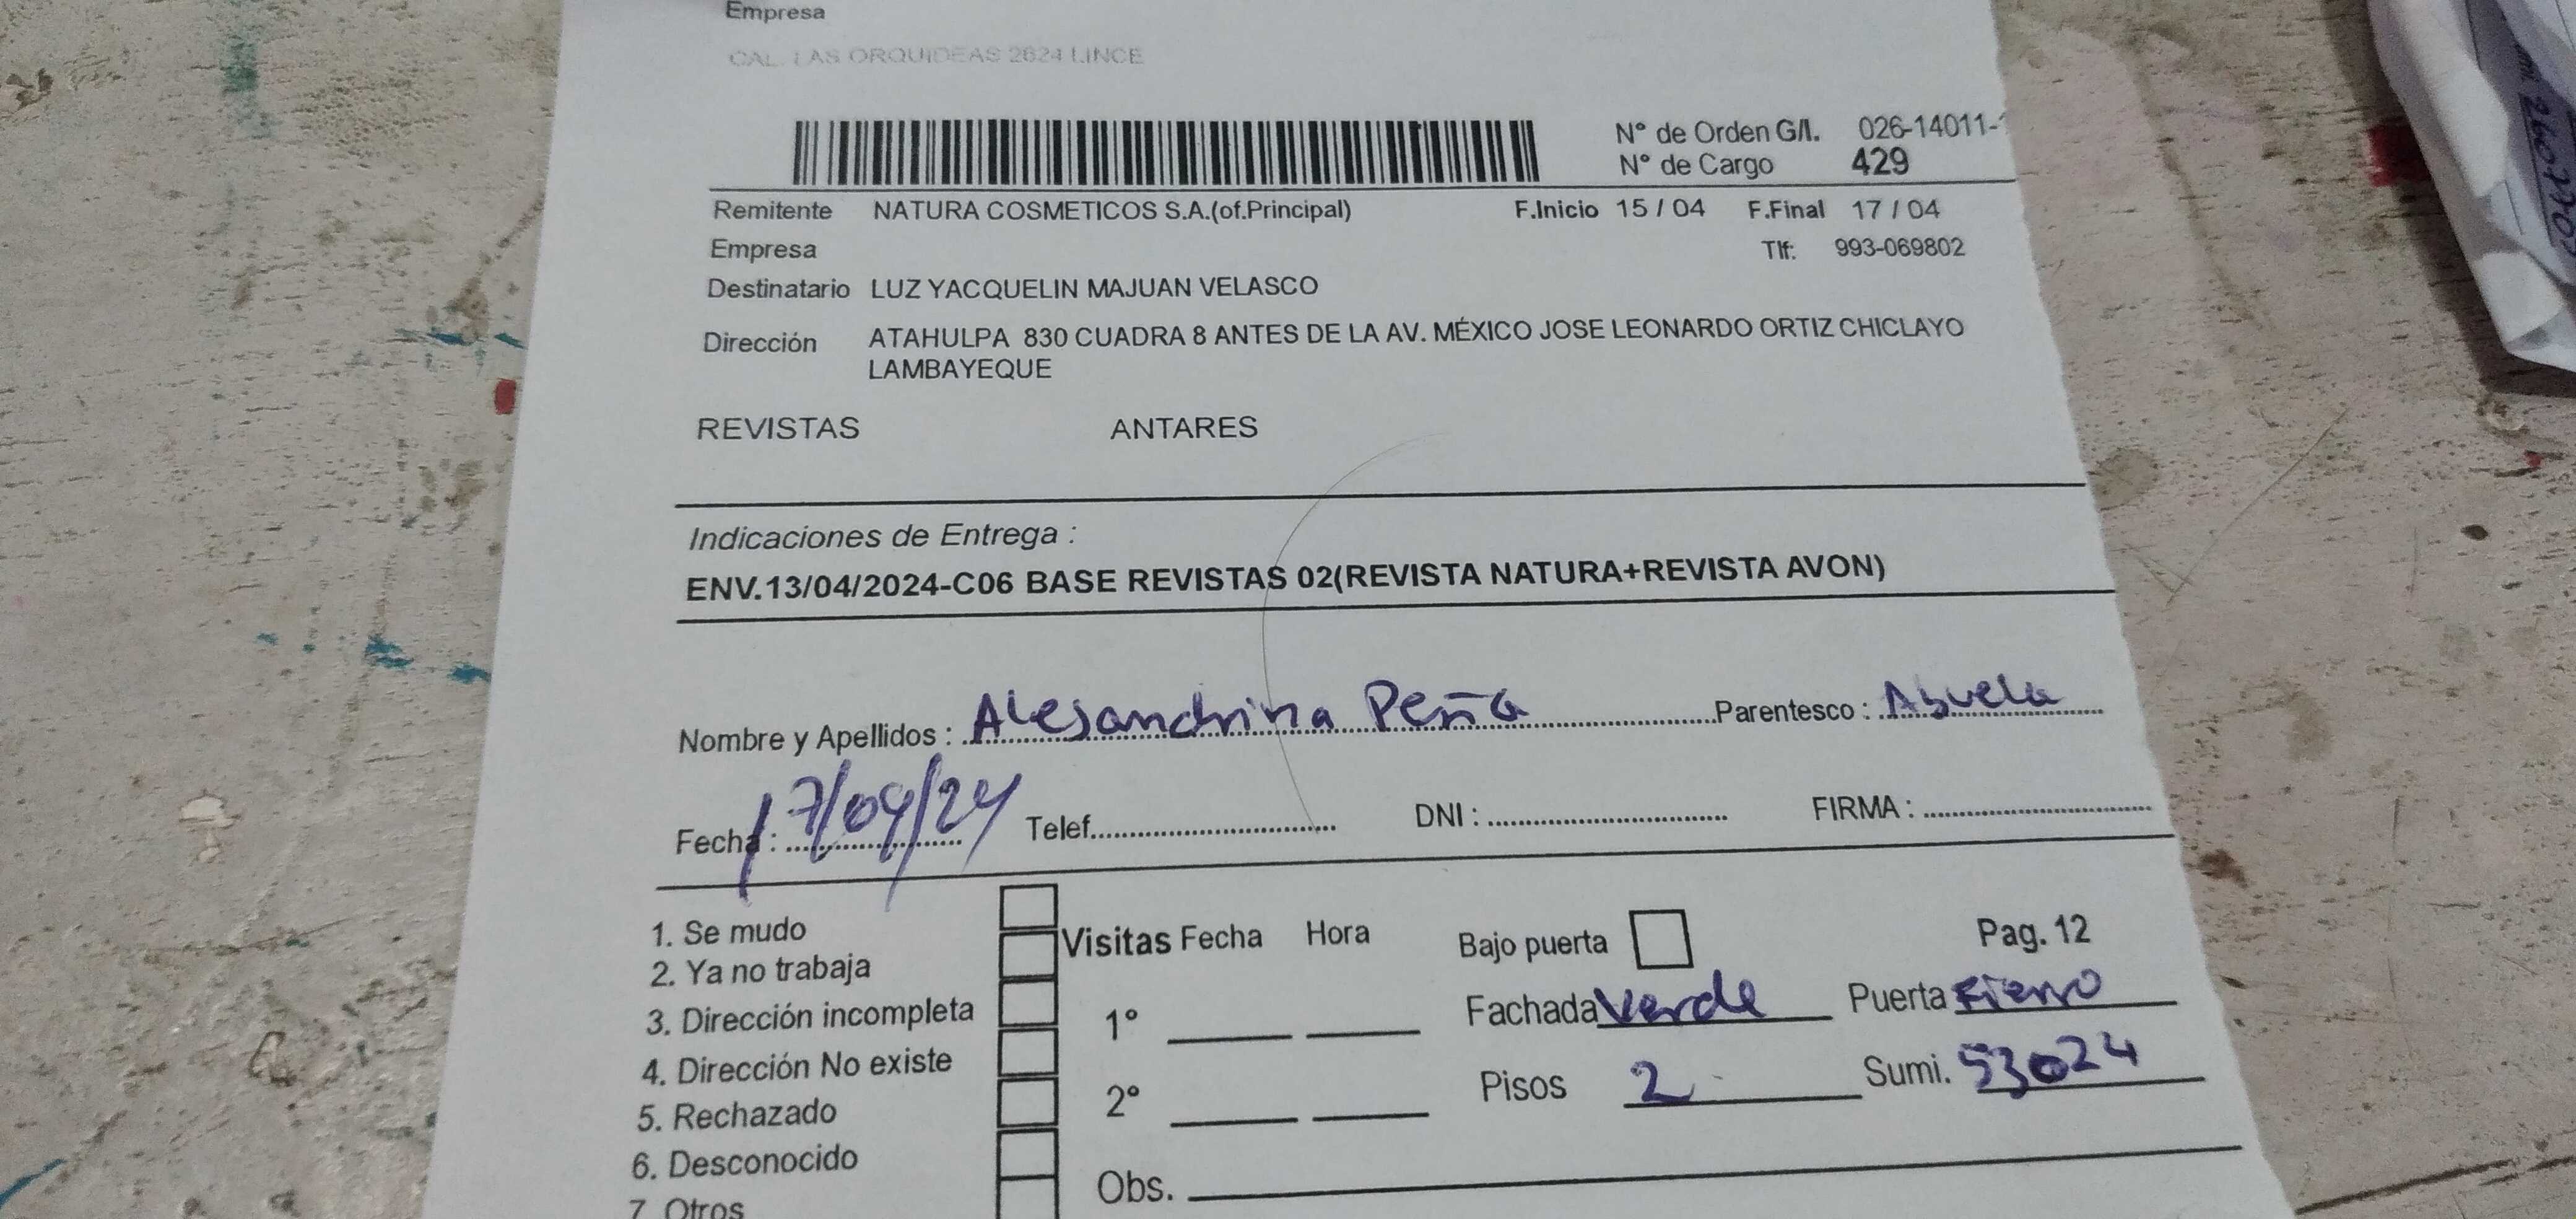 Empresa
CAL. LAS ORQUIDEAS 2624 LINCE
N° de Orden G/I. 026-14011-
N° de Cargo 429
Remitente NATURA COSMETICOS S.A.(of.Principal) F.Inicio 15 / 04 F.Final 17 / 04
Empresa Tlf: 993-069802
Destinatario LUZ YACQUELIN MAJUAN VELASCO
Dirección ATAHULPA 830 CUADRA 8 ANTES DE LA AV. MÉXICO JOSE LEONARDO ORTIZ CHICLAYO
LAMBAYEQUE
REVISTAS ANTARES
Indicaciones de Entrega :
ENV.13/04/2024-C06 BASE REVISTAS 02(REVISTA NATURA+REVISTA AVON)
Nombre y Apellidos : Alejandrina Peña Parentesco : Abuela
Fecha : 17/04/24 Telef. DNI : FIRMA :
1. Se mudo
2. Ya no trabaja
3. Dirección incompleta
4. Dirección No existe
5. Rechazado
6. Desconocido
7. Otros
Visitas Fecha Hora
1°
2°
Obs.
Bajo puerta Pag. 12
Fachada Verde Puerta Fierro
Pisos 2 Sumi. 53024